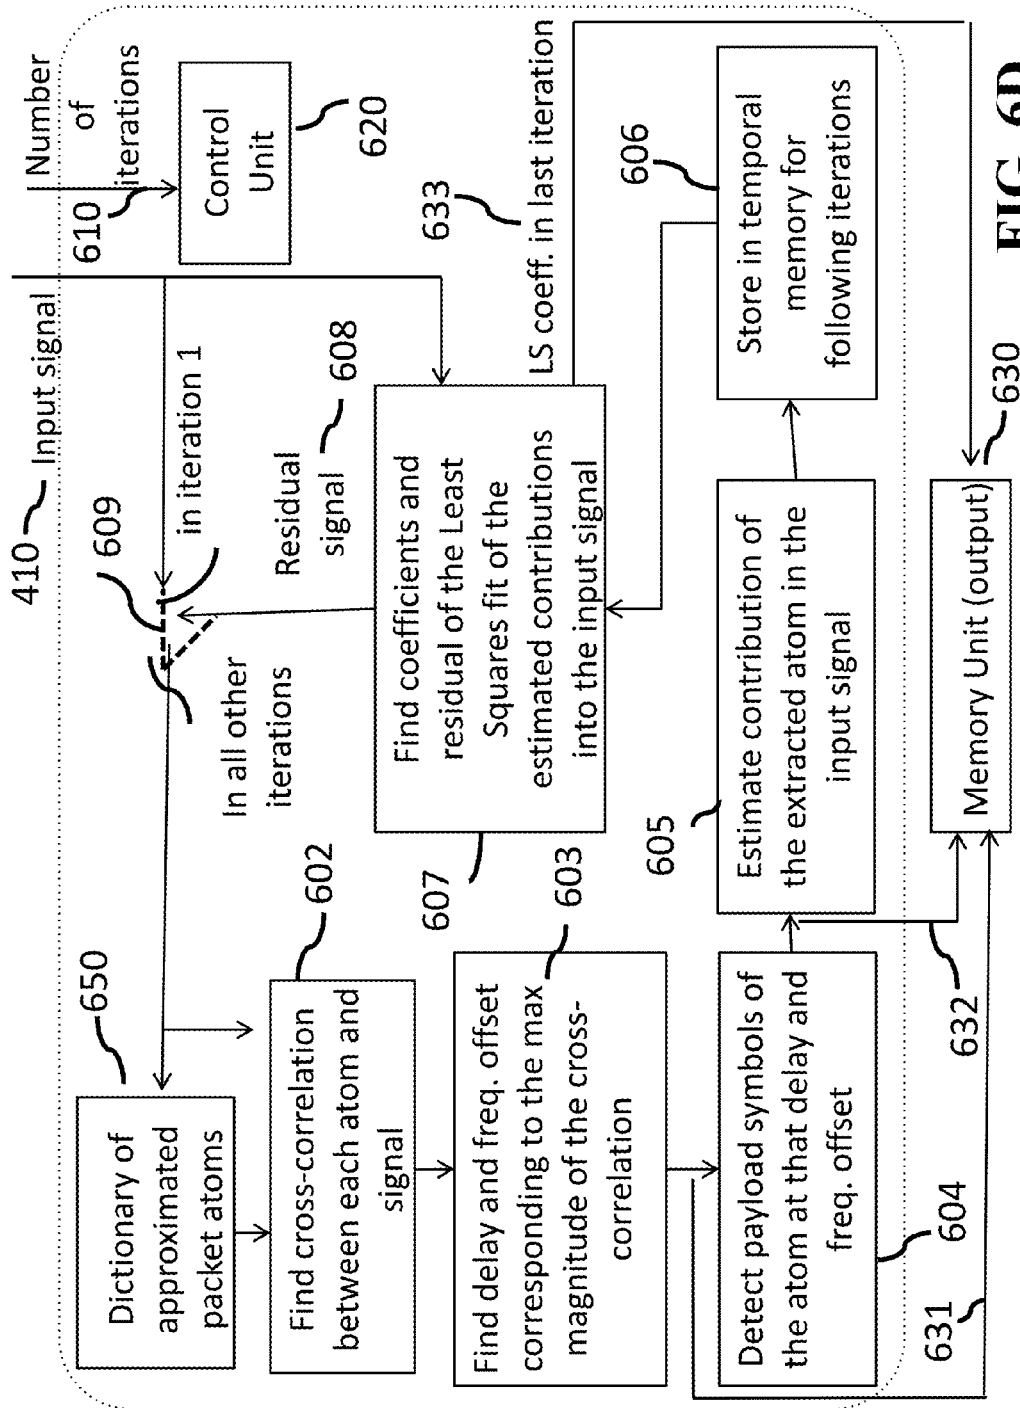 650
Dictionary of
approximated
packet atoms
602
Find cross-correlation
between each atom and
signal
603
Find delay and freq. offset
corresponding to the max
magnitude of the cross-
correlation
Detect payload symbols of
the atom at that delay and
freq. offset
604
631
632
605
Estimate contribution of
the extracted atom in the
input signal
Memory Unit (output)
630
410
Input signal
609
in iteration 1
In all other
iterations
Residual
signal
608
Find coefficients and
residual of the Least
Squares fit of the
estimated contributions
into the input signal
607
Number
of
iterations
610
Control
Unit
620
633
LS coeff. in last iteration
606
Store in temporal
memory for
following iterations